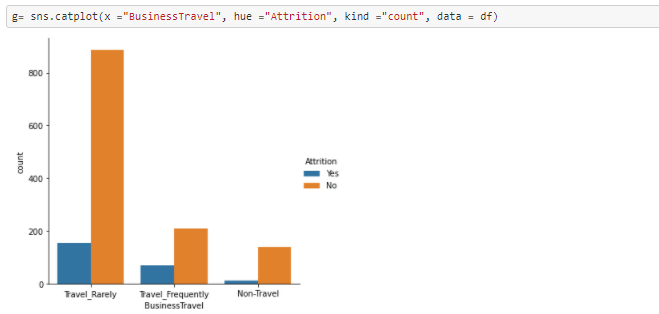 g= sns.catplot(x ="BusinessTravel", hue ="Attrition", kind ="count", data = df)
800
600
400
200
0
count
Attrition
Yes
No
Travel_Rarely Travel_Frequently Non-Travel
BusinessTravel